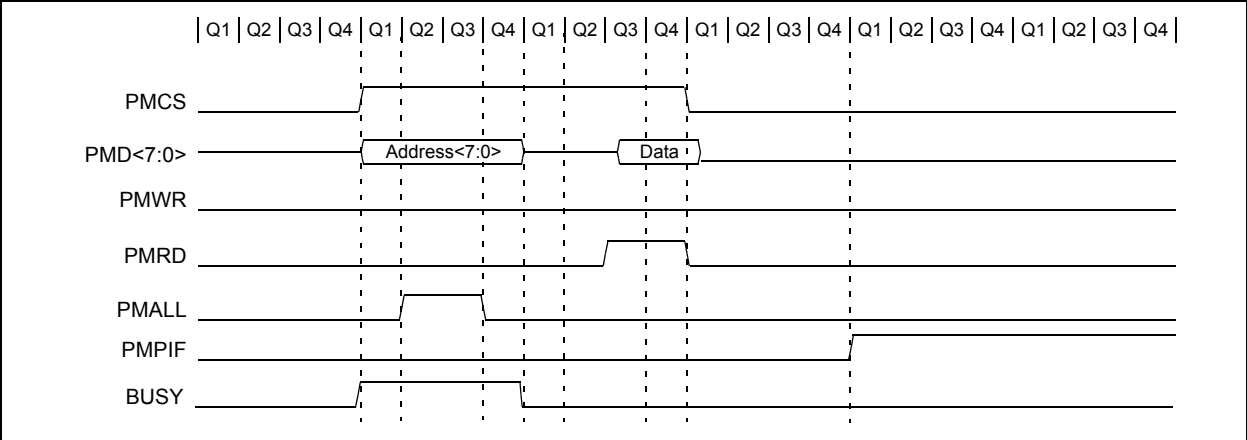 Q1 Q2 Q3 Q4 Q1 Q2 Q3 Q4 Q1 Q2 Q3 Q4 Q1 Q2 Q3 Q4 Q1 Q2 Q3 Q4 Q1 Q2 Q3 Q4
PMCS
PMD<7:0> Address<7:0> Data
PMWR
PMRD
PMALL
PMPIF
BUSY